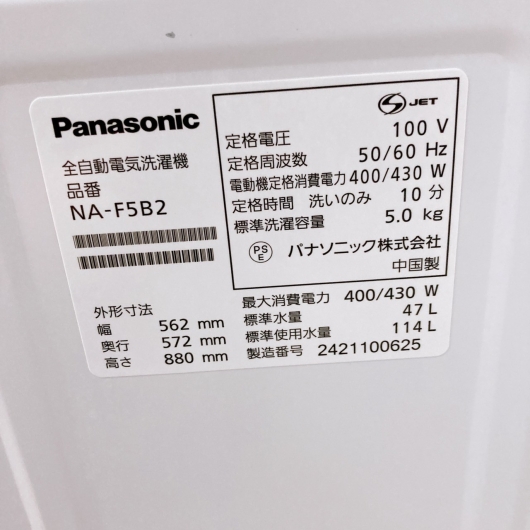 Panasonic
全自動電気洗濯機
品番
NA-F5B2
外形寸法
幅 562 mm
奥行 572 mm
高さ 880 mm
S JET
定格電圧 100 V
定格周波数 50/60 Hz
電動機定格消費電力 400/430 W
定格時間 洗いのみ 10 分
標準洗濯容量 5.0 kg
PS E パナソニック株式会社
中国製
最大消費電力 400/430 W
標準水量 47 L
標準使用水量 114 L
製造番号 2421100625